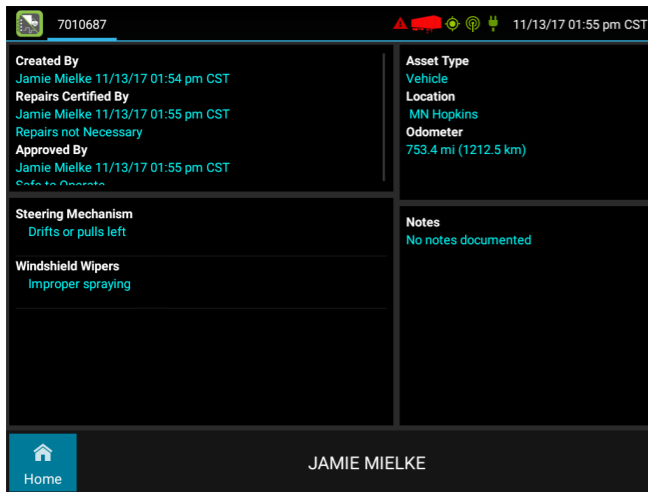 7010687
11/13/17 01:55 pm CST
Created By
Jamie Mielke 11/13/17 01:54 pm CST
Repairs Certified By
Jamie Mielke 11/13/17 01:55 pm CST
Repairs not Necessary
Approved By
Jamie Mielke 11/13/17 01:55 pm CST
Safe to Operate
Asset Type
Vehicle
Location
MN Hopkins
Odometer
753.4 mi (1212.5 km)
Steering Mechanism
Drifts or pulls left
Windshield Wipers
Improper spraying
Notes
No notes documented
Home
JAMIE MIELKE